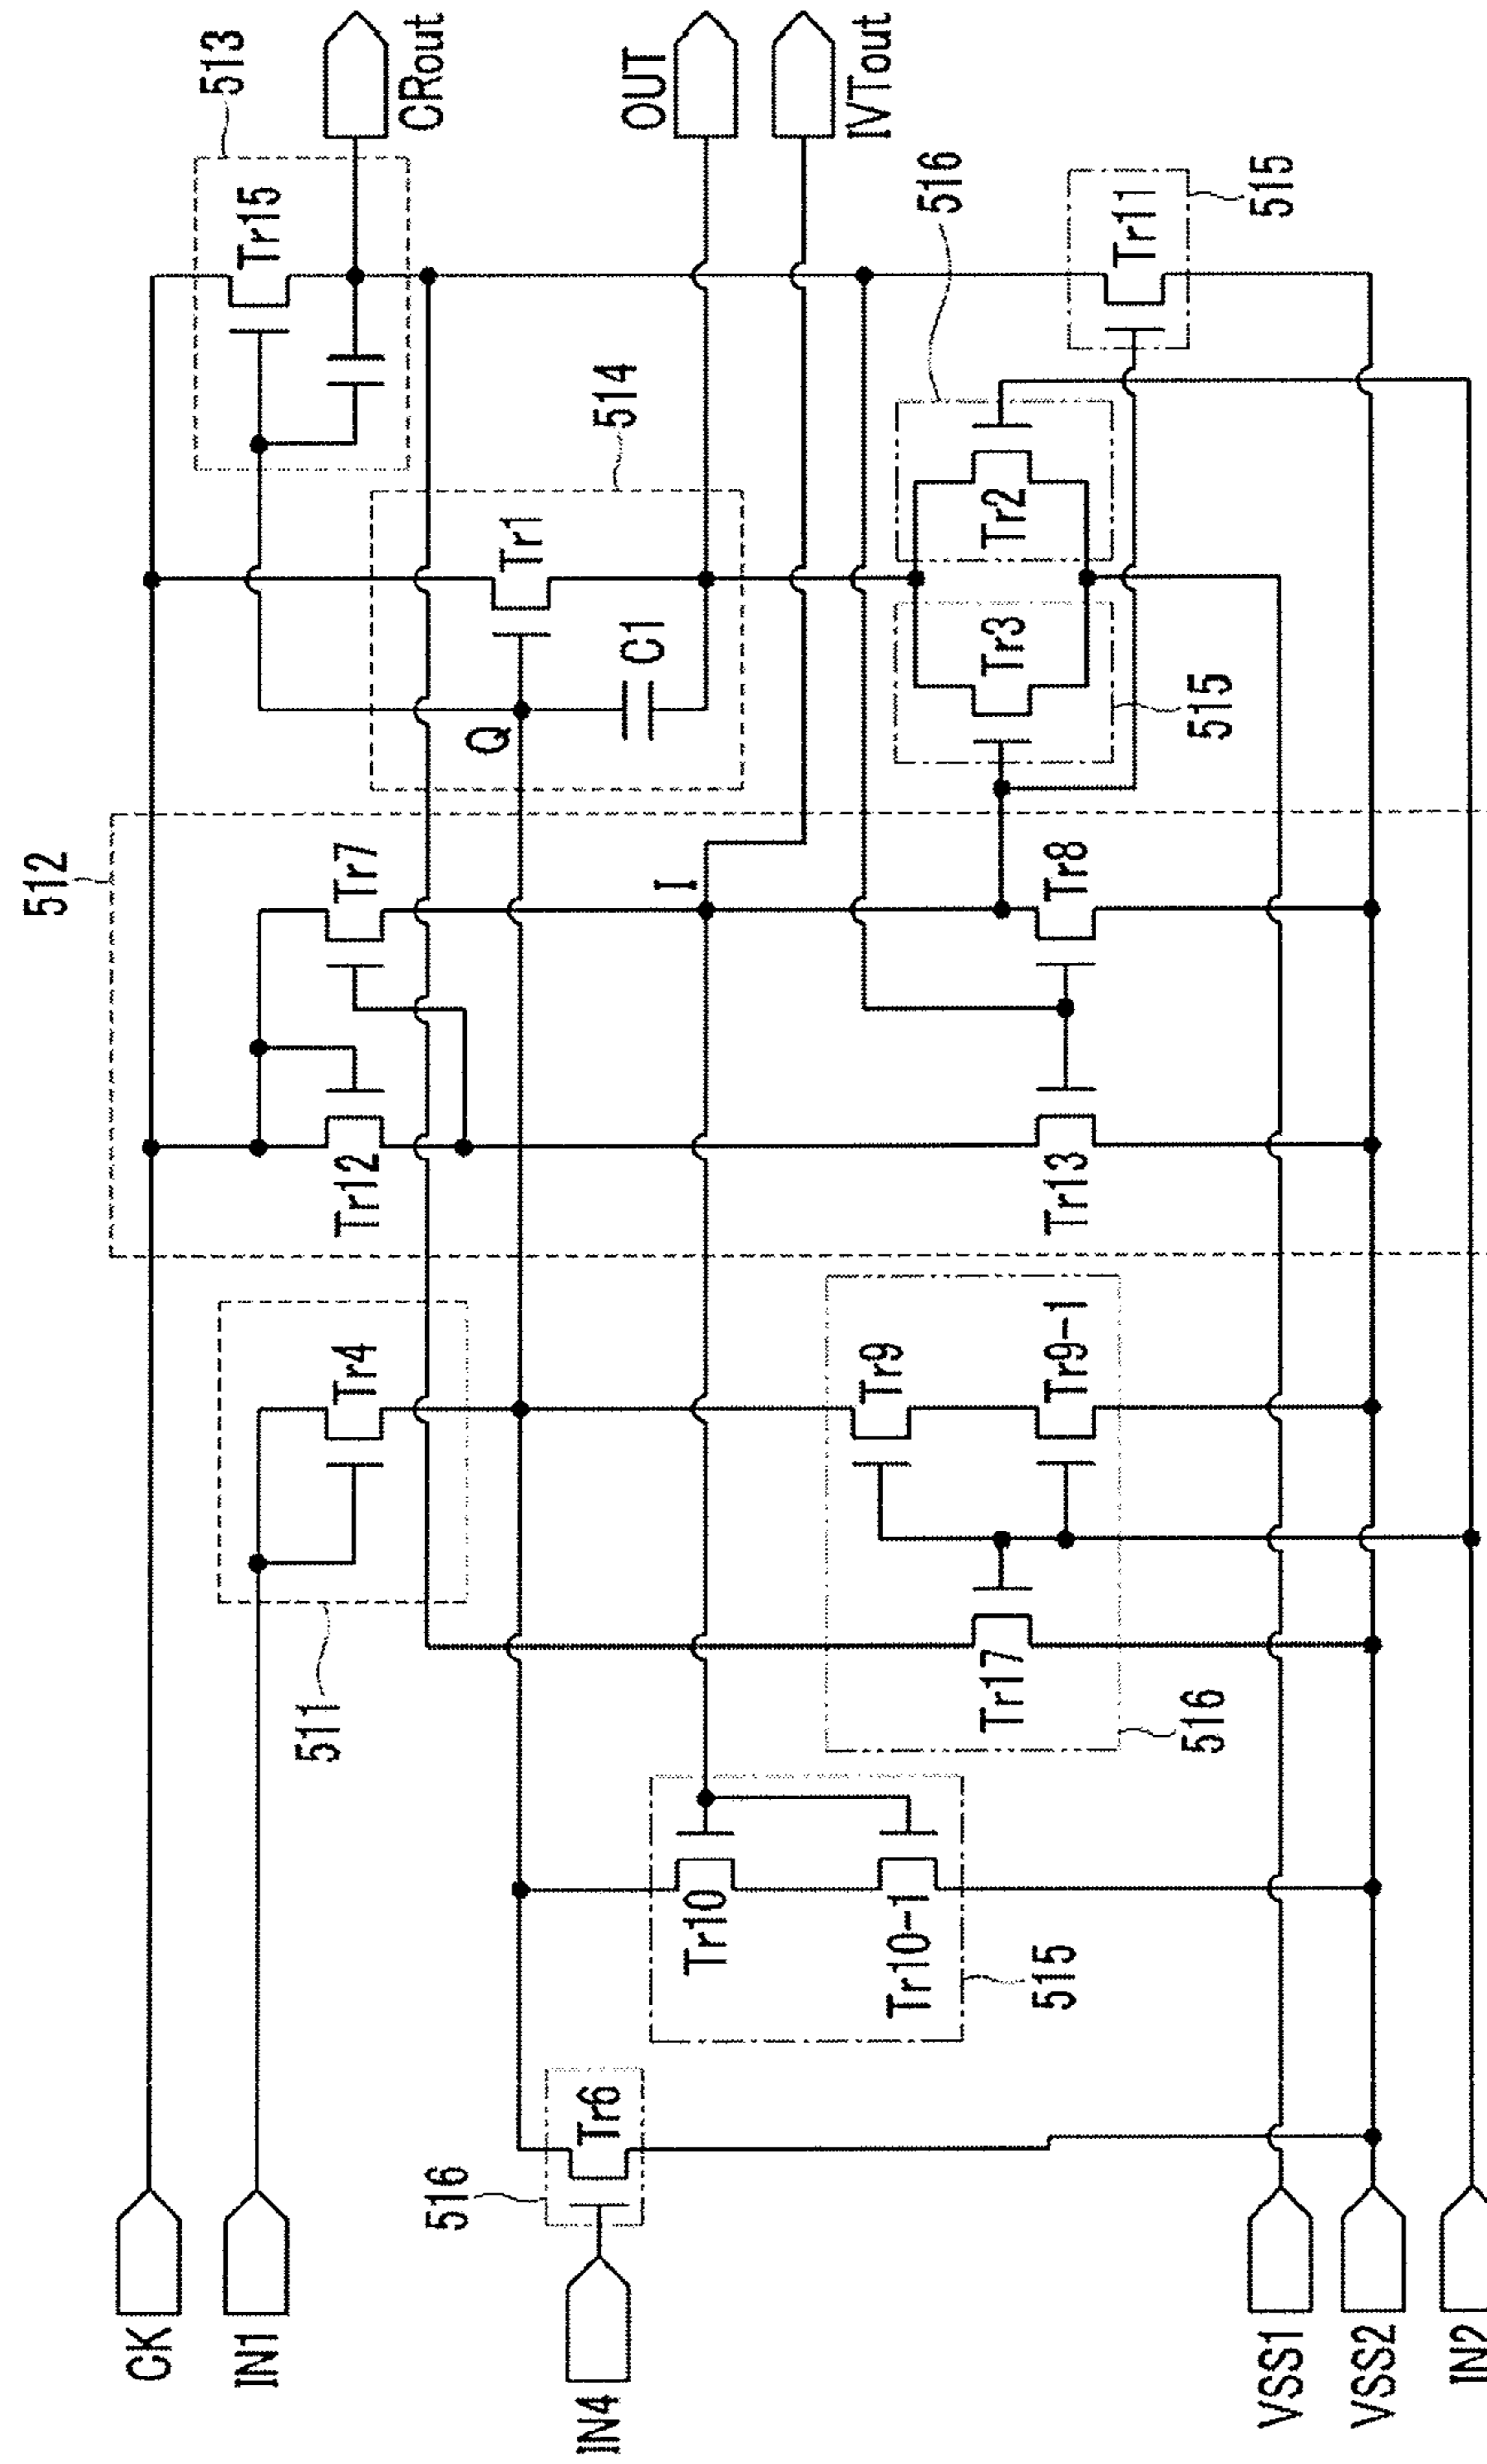 CK
IN1
IN4
VSS1
VSS2
IN2
516
Tr6
Tr10
Tr10-1
515
511
Tr4
Tr17
516
Tr9
Tr9-1
512
Tr12
Tr7
I
Tr13
Tr8
Q
C1
Tr1
514
Tr3
515
Tr2
516
513
Tr15
Tr11
515
CRout
OUT
IVTout